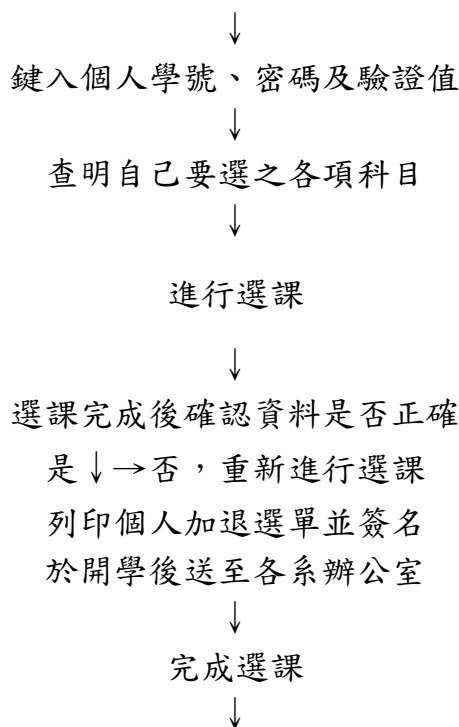 ↓
鍵入個人學號、密碼及驗證值
↓
查明自己要選之各項科目
↓
進行選課
↓
選課完成後確認資料是否正確
是↓→否，重新進行選課
列印個人加退選單並簽名
於開學後送至各系辦公室
↓
完成選課
↓